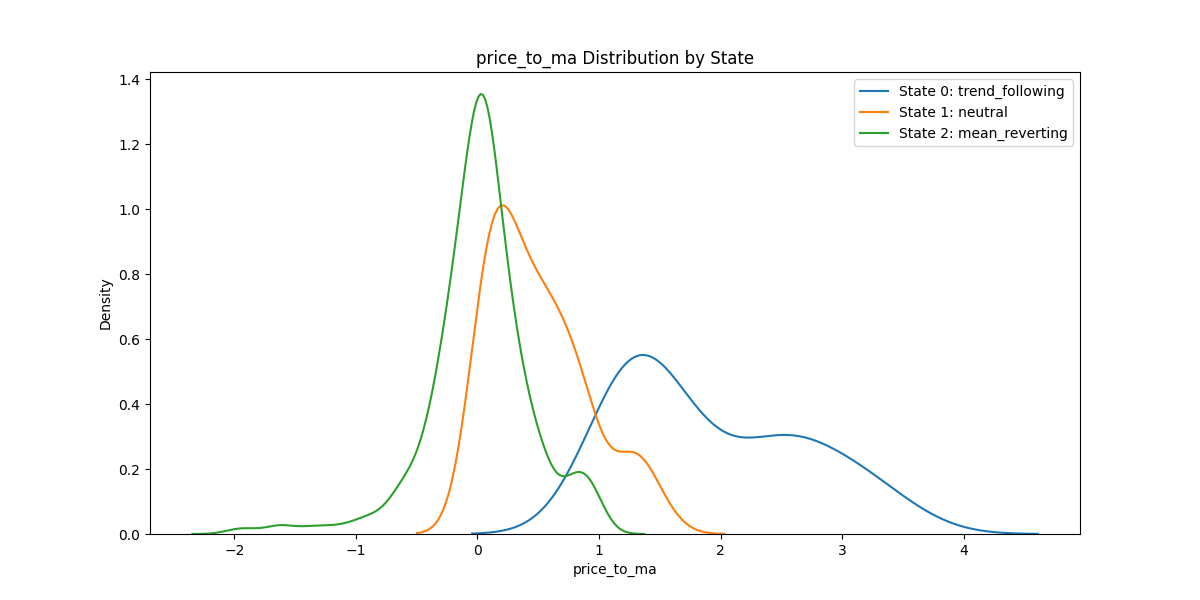 price_to_ma Distribution by State
State 0: trend_following
State 1: neutral
State 2: mean_reverting
1.4
1.2
1.0
0.8
0.6
0.4
0.2
0.0
Density
−2
−1
0
1
2
3
4
price_to_ma